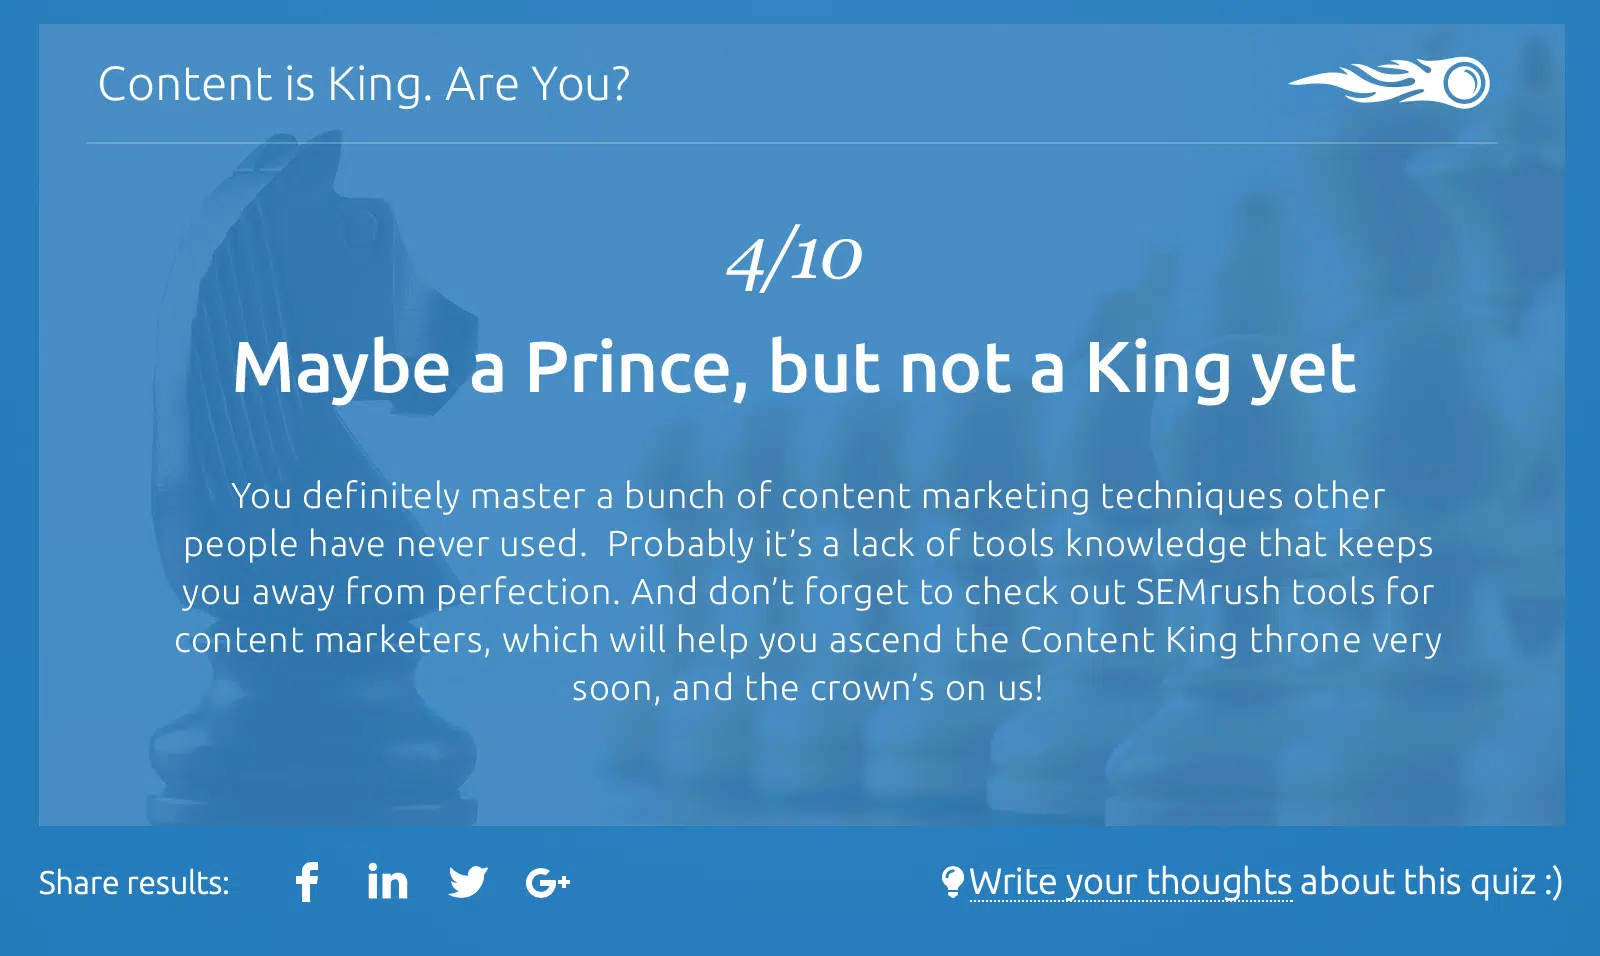 Content is King. Are You?
4/10
Maybe a Prince, but not a King yet
You definitely master a bunch of content marketing techniques other
people have never used.  Probably it’s a lack of tools knowledge that keeps
you away from perfection. And don’t forget to check out SEMrush tools for
content marketers, which will help you ascend the Content King throne very
soon, and the crown’s on us!
Share results: f in G+
Write your thoughts about this quiz :)